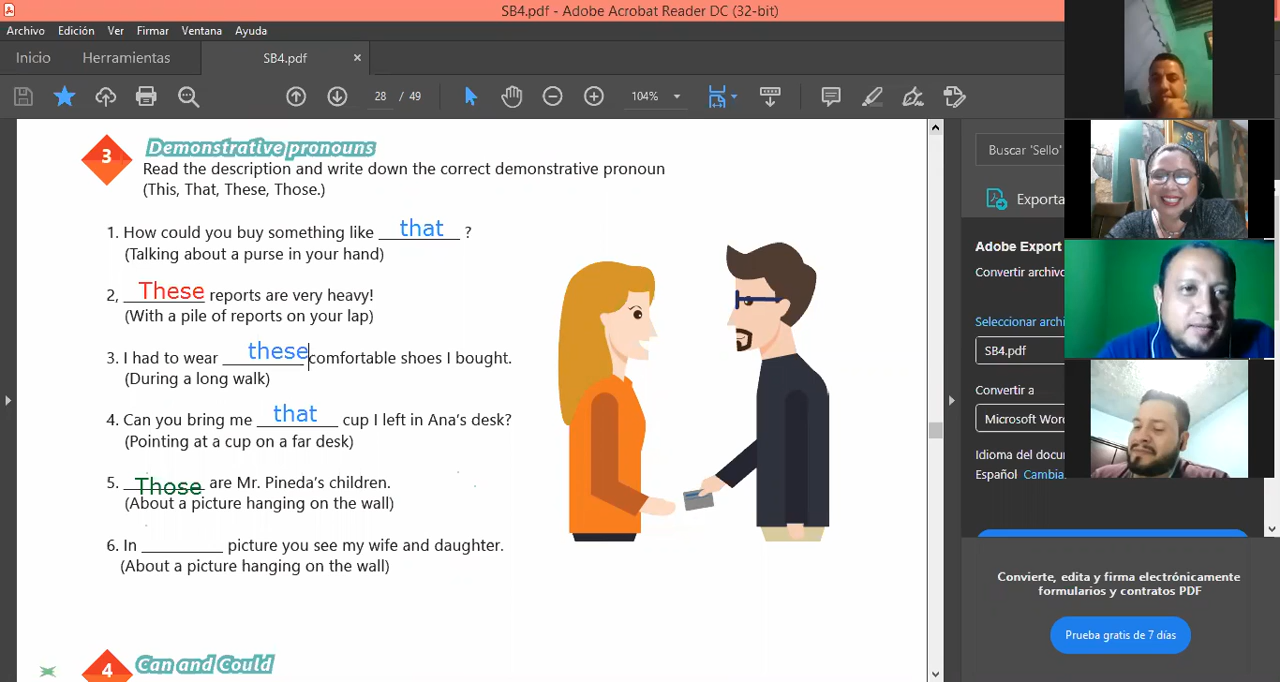 SB4.pdf - Adobe Acrobat Reader DC (32-bit)
Archivo Edición Ver Firmar Ventana Ayuda
Inicio Herramientas SB4.pdf ×
28 / 49 104%
3 Demonstrative pronouns
Read the description and write down the correct demonstrative pronoun
(This, That, These, Those.)
1. How could you buy something like that ?
(Talking about a purse in your hand)
2, These reports are very heavy!
(With a pile of reports on your lap)
3. I had to wear these comfortable shoes I bought.
(During a long walk)
4. Can you bring me that cup I left in Ana's desk?
(Pointing at a cup on a far desk)
5. Those are Mr. Pineda's children.
(About a picture hanging on the wall)
6. In ________ picture you see my wife and daughter.
(About a picture hanging on the wall)
4 Can and Could
Buscar 'Sello'
Exporta
Adobe Export
Convertir archivo
Seleccionar archi
SB4.pdf
Convertir a
Microsoft Word
Idioma del docu
Español Cambia
Convierte, edita y firma electrónicamente
formularios y contratos PDF
Prueba gratis de 7 días